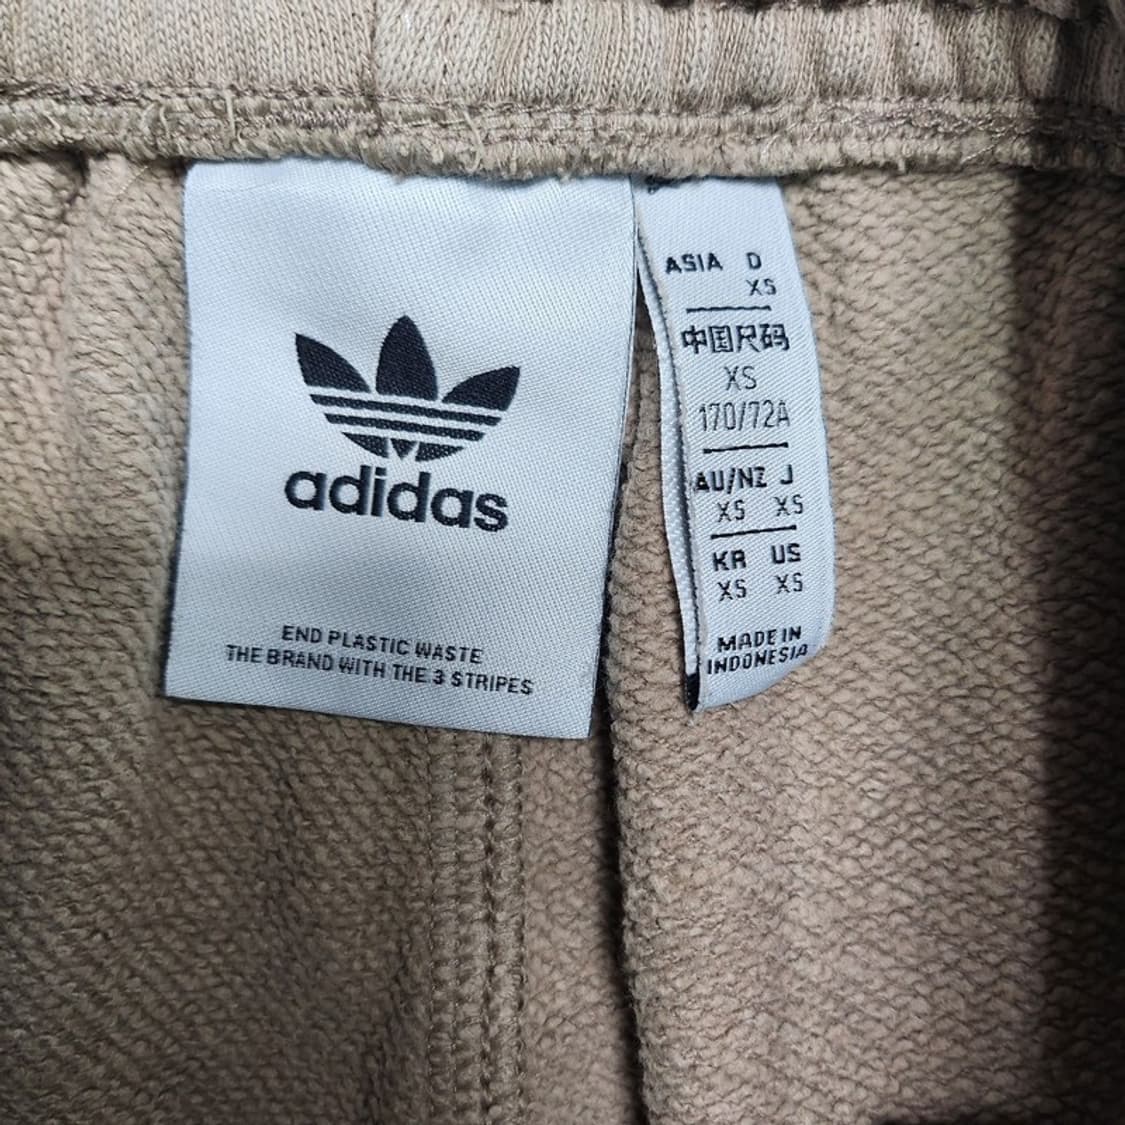 adidas
END PLASTIC WASTE
THE BRAND WITH THE 3 STRIPES
ASIA D
XS
中国尺码
XS
170/72A
AU/NZ J
XS XS
KR US
XS XS
MADE IN
INDONESIA